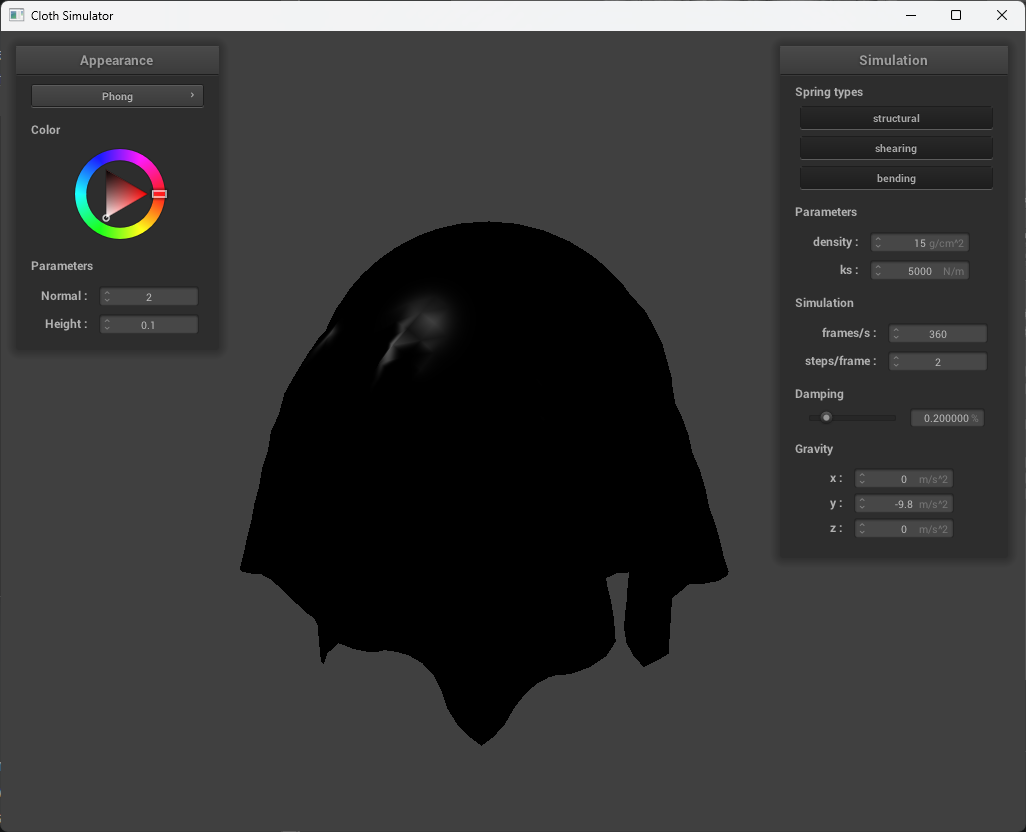 Cloth Simulator
Appearance
Phong
Color
Parameters
Normal : 2
Height : 0.1
Simulation
Spring types
structural
shearing
bending
Parameters
density : 15 g/cm^2
ks : 5000 N/m
Simulation
frames/s : 360
steps/frame : 2
Damping
0.200000 %
Gravity
x : 0 m/s^2
y : -9.8 m/s^2
z : 0 m/s^2